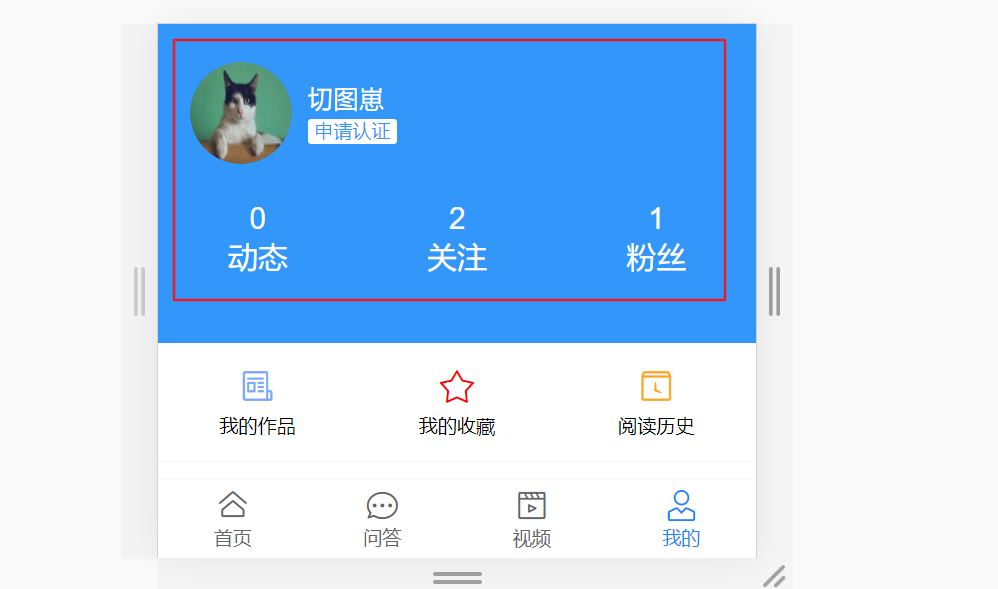 切图崽
申请认证
0 2 1
动态 关注 粉丝
我的作品 我的收藏 阅读历史
首页 问答 视频 我的